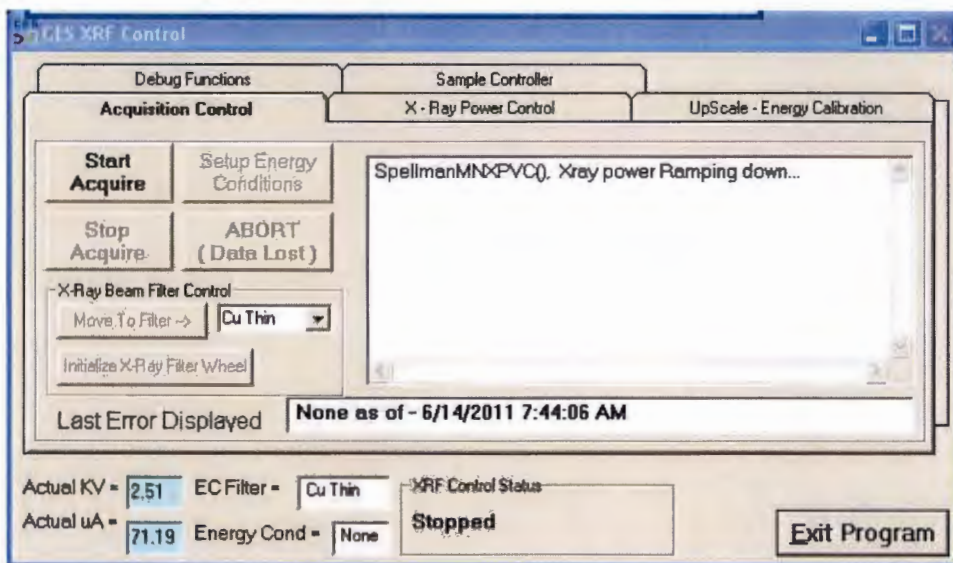 CLS XRF Control
Debug Functions
Sample Controller
Acquisition Control
X - Ray Power Control
UpScale - Energy Calibration
Start
Acquire
Setup Energy
Conditions
SpellmanMNXPVC(), Xray power Ramping down...
Stop
Acquire
ABORT
( Data Lost )
X-Ray Beam Filter Control
Move To Filter ->
Cu Thin
Initialize X-Ray Filter Wheel
Last Error Displayed
None as of - 6/14/2011 7:44:06 AM
Actual KV =
2.51
EC Filter =
Cu Thin
XRF Control Status
Actual uA =
71.19
Energy Cond =
None
Stopped
Exit Program